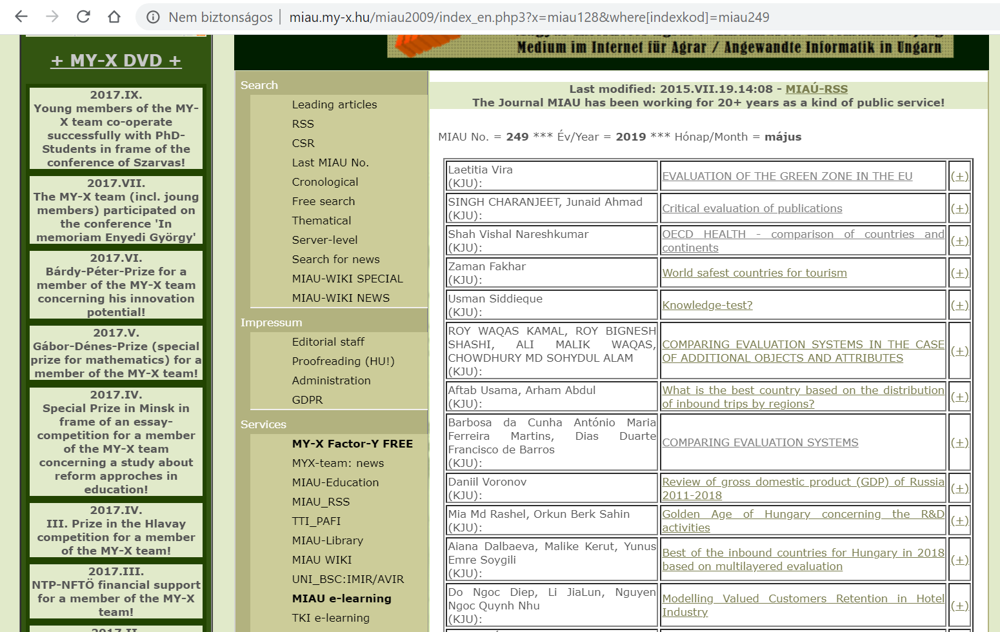 Nem biztonságos | miau.my-x.hu/miau2009/index_en.php3?x=miau128&where[indexkod]=miau249
Medium im Internet für Agrar / Angewandte Informatik in Ungarn
+ MY-X DVD +
2017.IX.
Young members of the MY-
X team co-operate
successfully with PhD-
Students in frame of the
conference of Szarvas!
2017.VII.
The MY-X team (incl. joung
members) participated on
the conference 'In
memoriam Enyedi György'
2017.VI.
Bárdy-Péter-Prize for a
member of the MY-X team
concerning his innovation
potential!
2017.V.
Gábor-Dénes-Prize (special
prize for mathematics) for a
member of the MY-X team!
2017.IV.
Special Prize in Minsk in
frame of an essay-
competition for a member
of the MY-X team
concerning a study about
reform approches in
education!
2017.IV.
III. Prize in the Hlavay
competition for a member
of the MY-X team!
2017.III.
NTP-NFTÖ financial support
for a member of the MY-X
team!
2017.II.
Search
Leading articles
RSS
CSR
Last MIAU No.
Cronological
Free search
Thematical
Server-level
Search for news
MIAU-WIKI SPECIAL
MIAU-WIKI NEWS
Impressum
Editorial staff
Proofreading (HU!)
Administration
GDPR
Services
MY-X Factor-Y FREE
MYX-team: news
MIAU-Education
MIAU_RSS
TTI_PAFI
MIAU-Library
MIAU WIKI
UNI_BSC:IMIR/AVIR
MIAU e-learning
TKI e-learning
Last modified: 2015.VII.19.14:08 - MIAÚ-RSS
The Journal MIAU has been working for 20+ years as a kind of public service!
MIAU No. = 249 *** Év/Year = 2019 *** Hónap/Month = május
Laetitia Vira
(KJU):
EVALUATION OF THE GREEN ZONE IN THE EU
(+)
SINGH CHARANJEET, Junaid Ahmad
(KJU):
Critical evaluation of publications
(+)
Shah Vishal Nareshkumar
(KJU):
OECD HEALTH - comparison of countries and
continents
(+)
Zaman Fakhar
(KJU):
World safest countries for tourism
(+)
Usman Siddieque
(KJU):
Knowledge-test?
(+)
ROY WAQAS KAMAL, ROY BIGNESH
SHASHI, ALI MALIK WAQAS,
CHOWDHURY MD SOHYDUL ALAM
(KJU):
COMPARING EVALUATION SYSTEMS IN THE CASE
OF ADDITIONAL OBJECTS AND ATTRIBUTES
(+)
Aftab Usama, Arham Abdul
(KJU):
What is the best country based on the distribution
of inbound trips by regions?
(+)
Barbosa da Cunha António Maria
Ferreira Martins, Dias Duarte
Francisco de Barros
(KJU):
COMPARING EVALUATION SYSTEMS
(+)
Daniil Voronov
(KJU):
Review of gross domestic product (GDP) of Russia
2011-2018
(+)
Mia Md Rashel, Orkun Berk Sahin
(KJU):
Golden Age of Hungary concerning the R&D
activities
(+)
Aiana Dalbaeva, Malike Kerut, Yunus
Emre Soygili
(KJU):
Best of the inbound countries for Hungary in 2018
based on multilayered evaluation
(+)
Do Ngoc Diep, Li JiaLun, Nguyen
Ngoc Quynh Nhu
(KJU):
Modelling Valued Customers Retention in Hotel
Industry
(+)